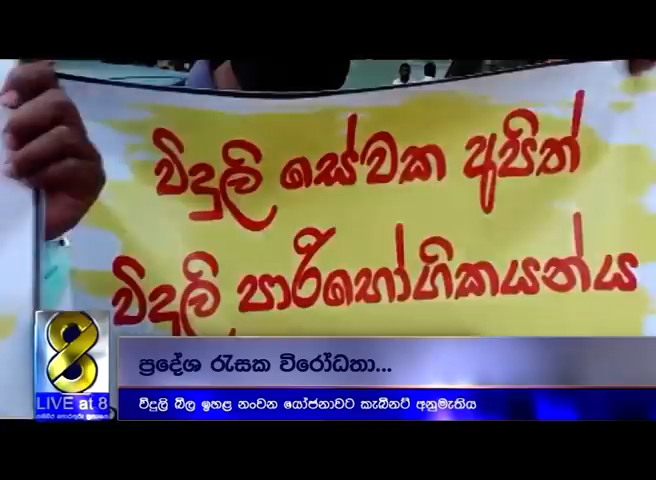 විදුලි සේවක අපිත්
විදුලි පාරිභෝගිකයන්ය
8
LIVE at 8
ප්‍රදේශ රැසක විරෝධතා...
විදුලි බිල ඉහළ නංවන යෝජනාවට කැබිනට් අනුමැතිය